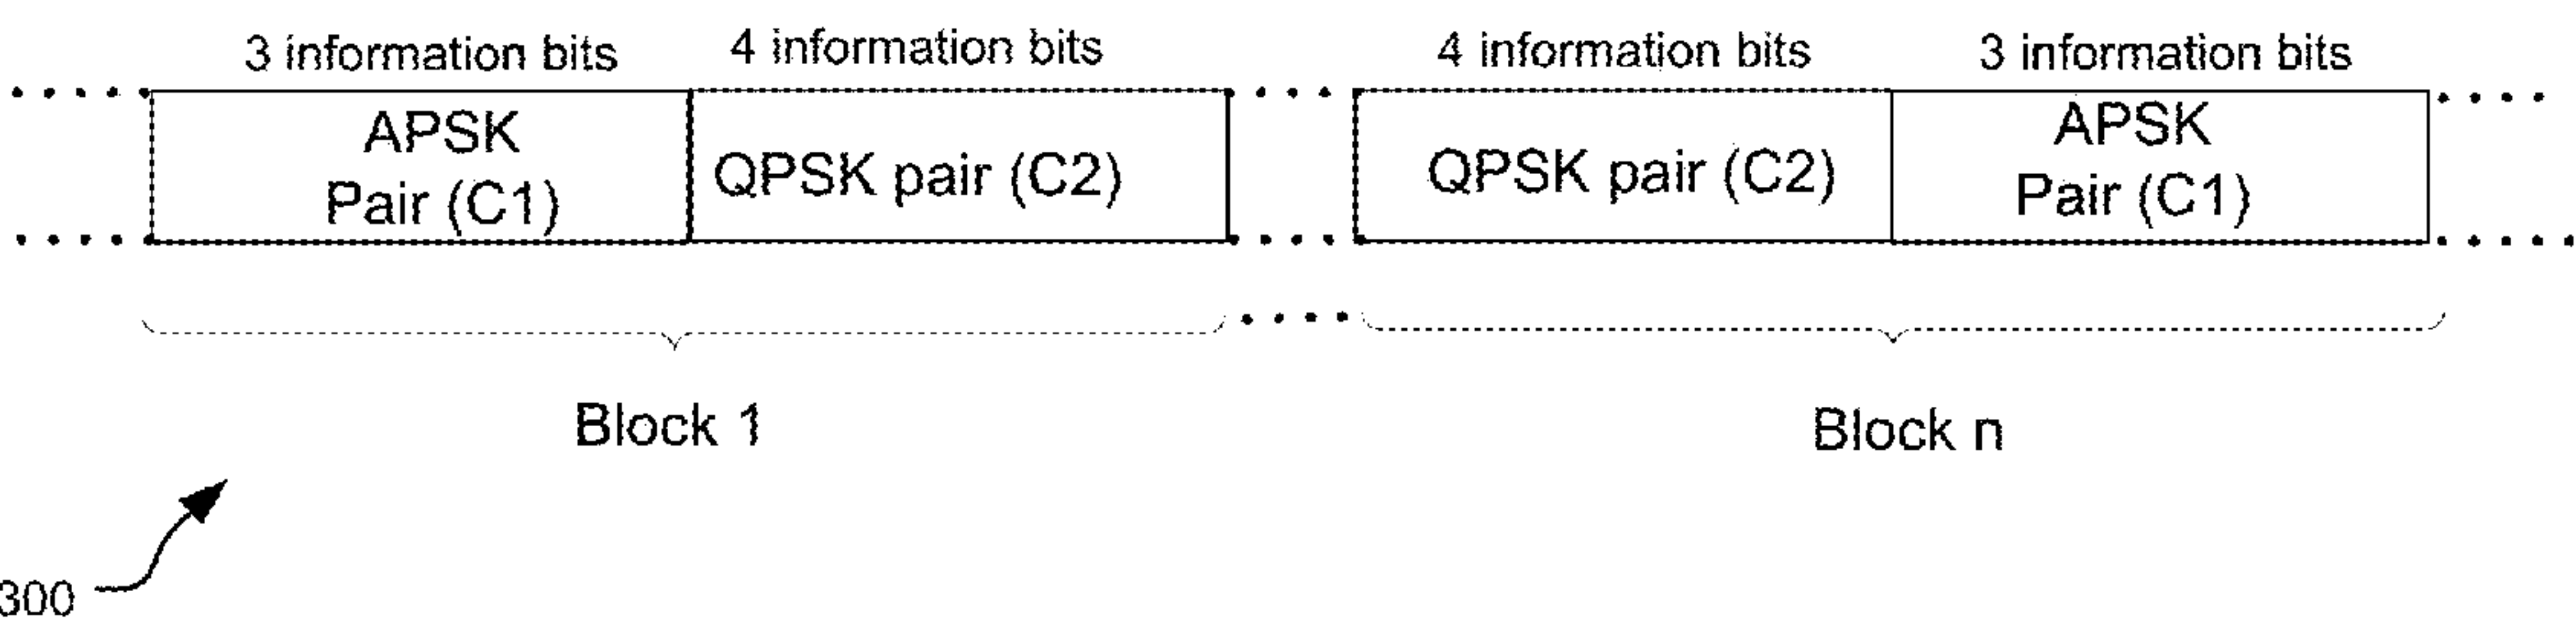 3 information bits
4 information bits
4 information bits
3 information bits
APSK
Pair (C1)
QPSK pair (C2)
QPSK pair (C2)
APSK
Pair (C1)
Block 1
Block n
300